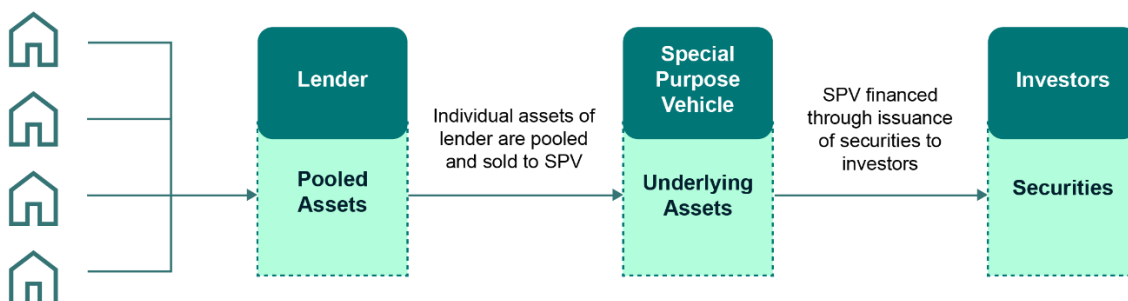 Lender
Pooled
Assets
Individual assets of
lender are pooled
and sold to SPV
Special
Purpose
Vehicle
Underlying
Assets
SPV financed
through issuance
of securities to
investors
Investors
Securities